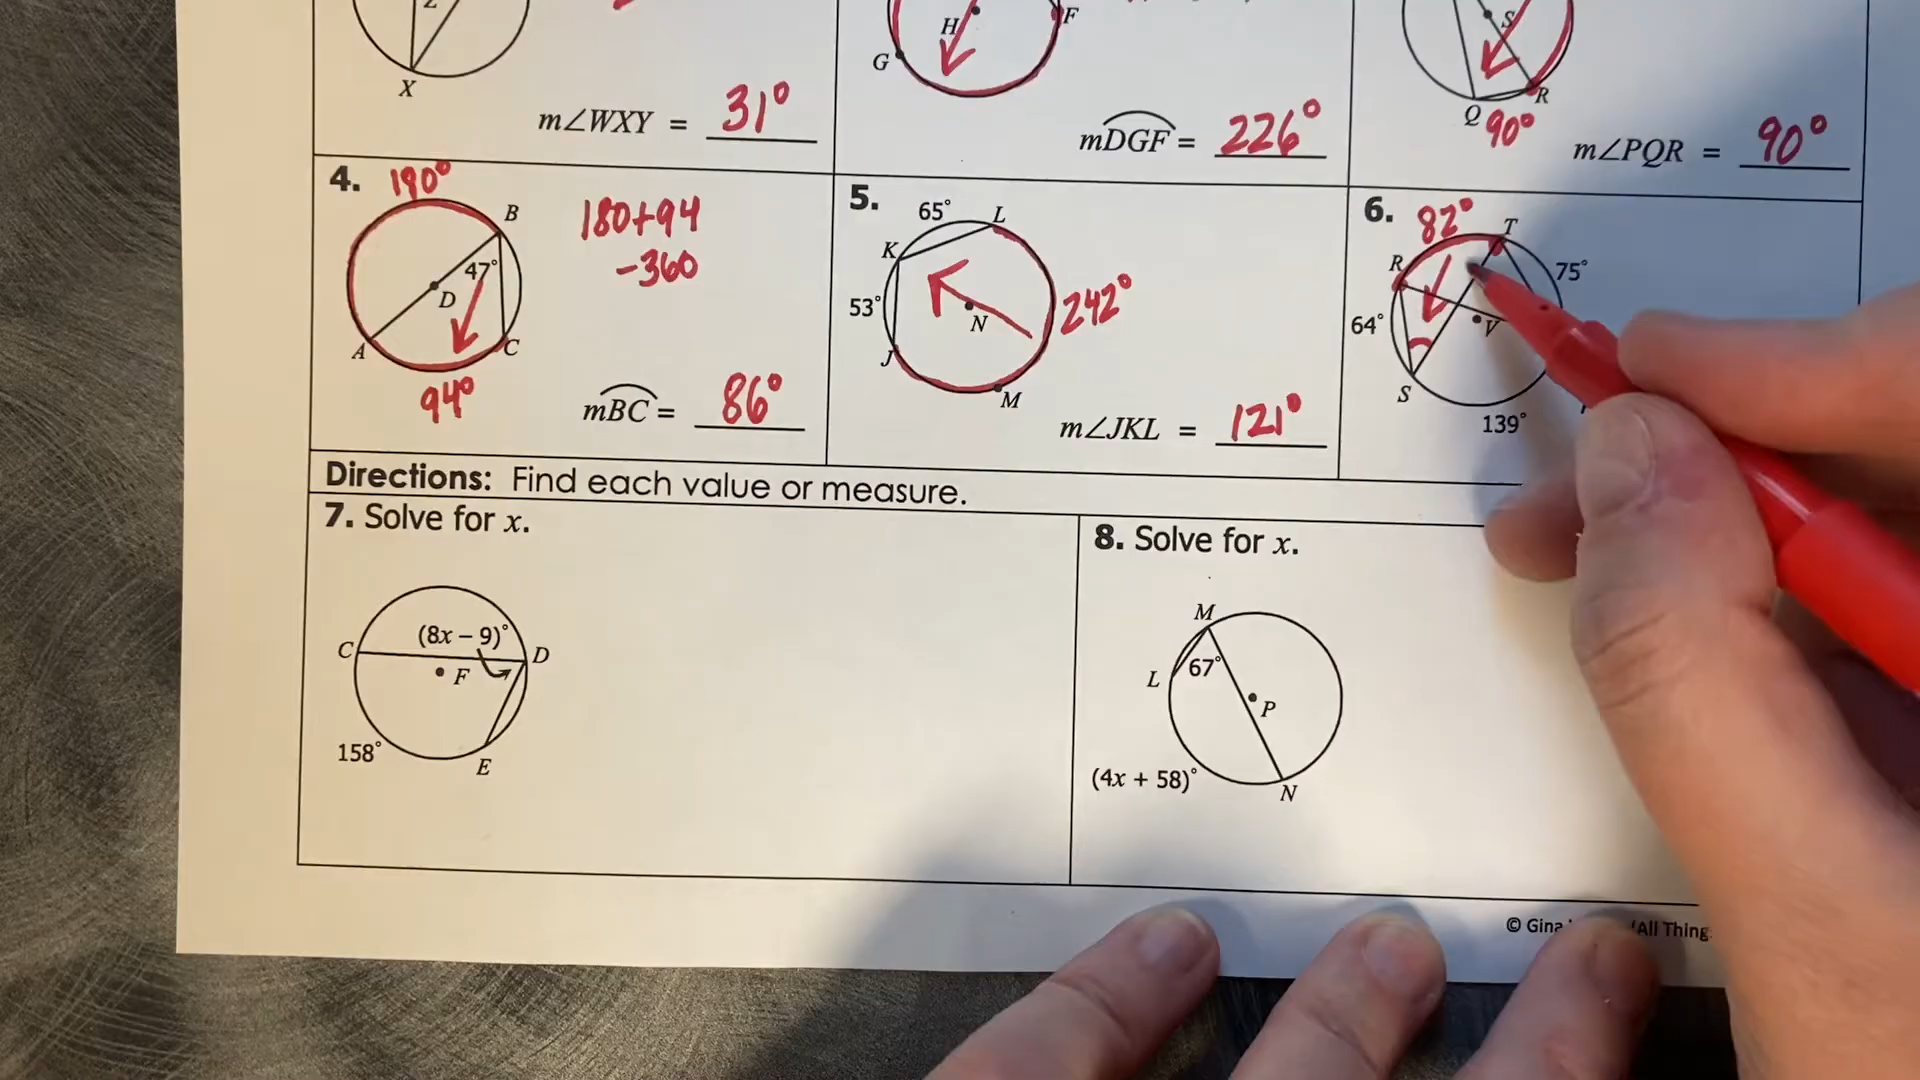 Z
X
m∠WXY = 31°
H
F
G
mDGF = 226°
S
R
Q
90°
m∠PQR = 90°
4. 190°
B
47°
D
A
C
94°
180+94
-360
mBC = 86°
5. 65°
L
K
53°
N
242°
J
M
m∠JKL = 121°
6. 82°
T
R
75°
64°
V
S
139°
Directions: Find each value or measure.
7. Solve for x.
(8x – 9)°
C
D
F
158°
E
8. Solve for x.
M
67°
L
P
(4x + 58)°
N
© Gina
All Thing